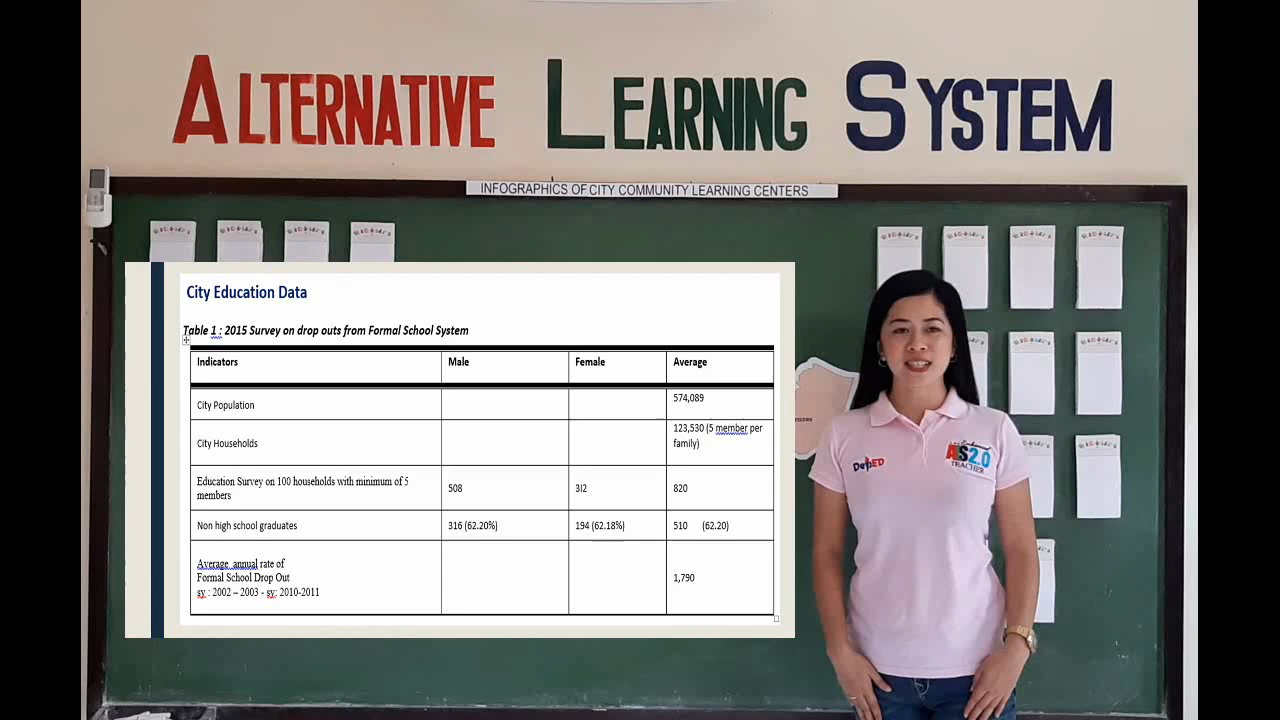 ALTERNATIVE LEARNING SYSTEM
INFOGRAPHICS OF CITY COMMUNITY LEARNING CENTERS
City Education Data
Table 1 : 2015 Survey on drop outs from Formal School System
Indicators Male Female Average
City Population 574,089
City Households 123,530 (5 member per
family)
Education Survey on 100 households with minimum of 5
members 508 3I2 820
Non high school graduates 316 (62.20%) 194 (62.18%) 510 (62.20)
Average annual rate of
Formal School Drop Out
sy : 2002 – 2003 - sy: 2010-2011 1,790
DepED
ALS 2.0
TEACHER